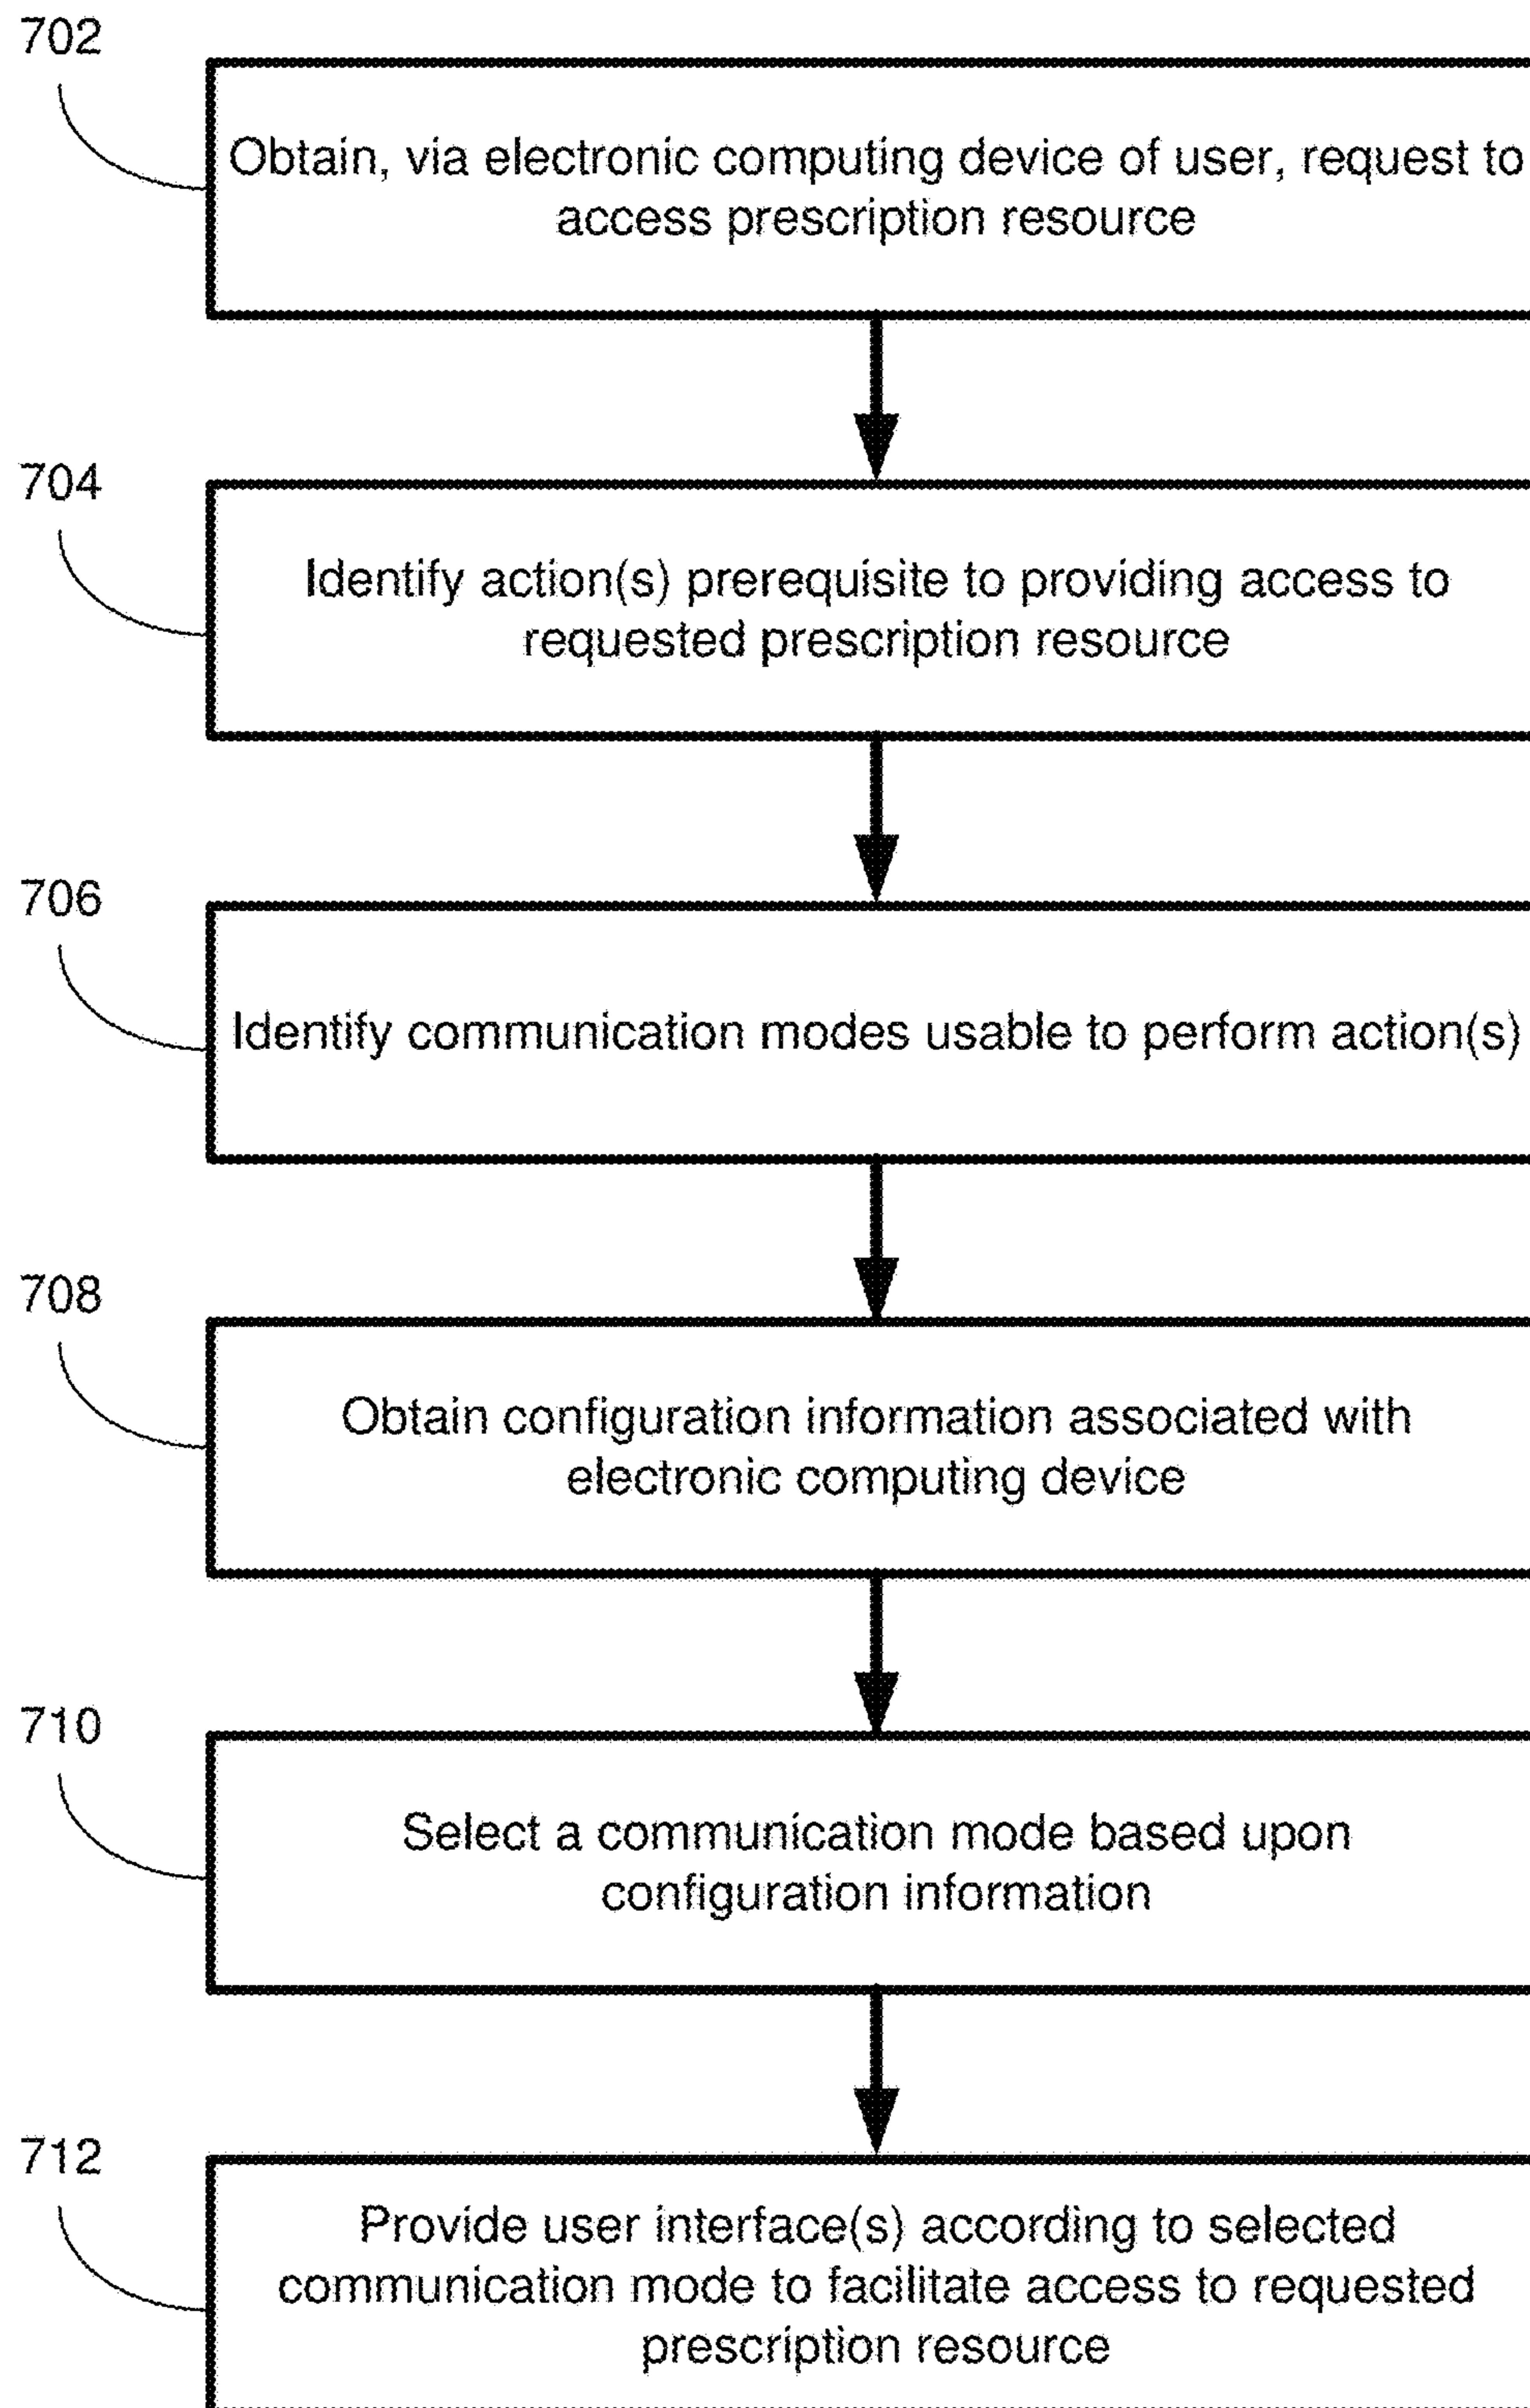 702
Obtain, via electronic computing device of user, request to
access prescription resource
704
Identify action(s) prerequisite to providing access to
requested prescription resource
706
Identify communication modes usable to perform action(s)
708
Obtain configuration information associated with
electronic computing device
710
Select a communication mode based upon
configuration information
712
Provide user interface(s) according to selected
communication mode to facilitate access to requested
prescription resource